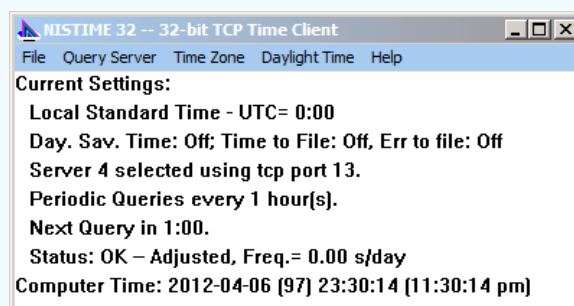 NISTIME 32 -- 32-bit TCP Time Client
File Query Server Time Zone Daylight Time Help
Current Settings:
Local Standard Time - UTC= 0:00
Day. Sav. Time: Off; Time to File: Off, Err to file: Off
Server 4 selected using tcp port 13.
Periodic Queries every 1 hour(s).
Next Query in 1:00.
Status: OK – Adjusted, Freq.= 0.00 s/day
Computer Time: 2012-04-06 (97) 23:30:14 (11:30:14 pm)